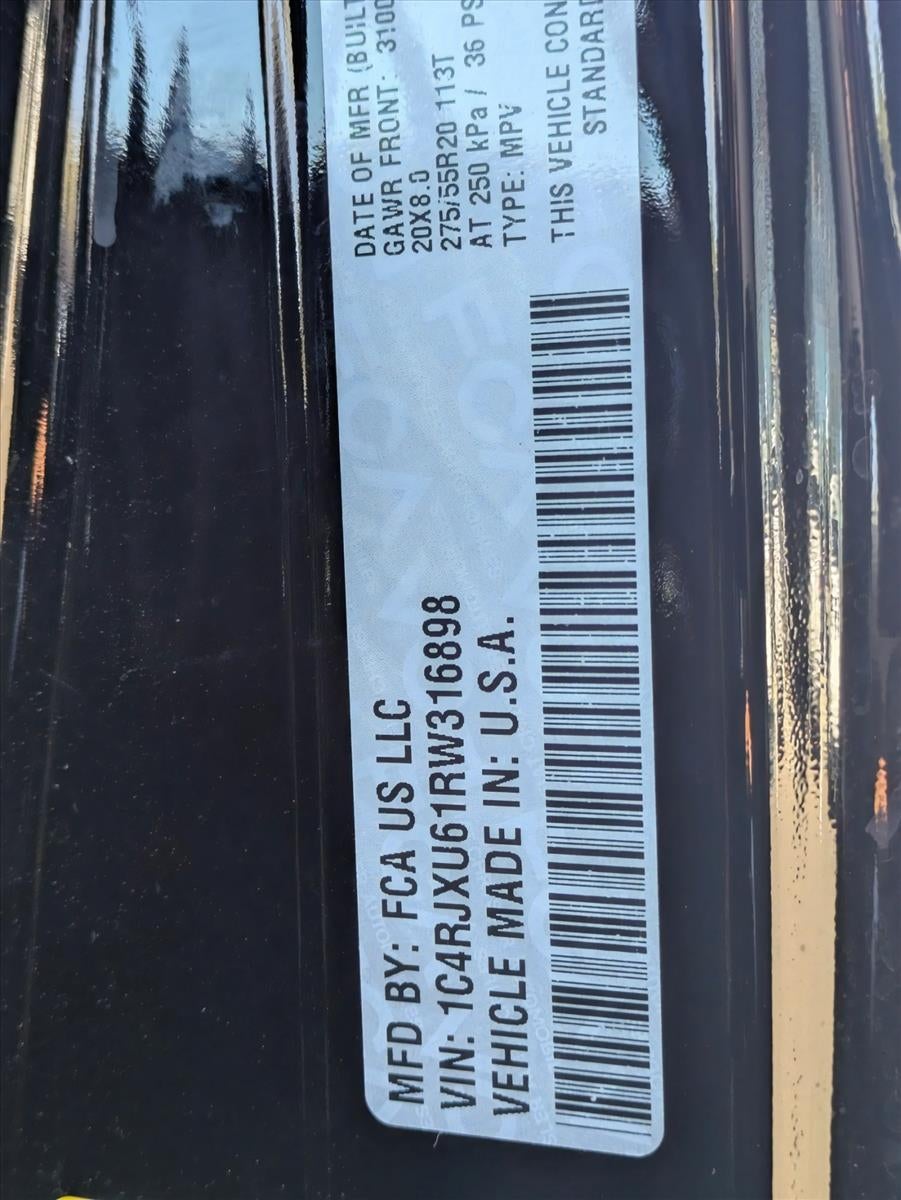 MFD BY: FCA US LLC
VIN: 1C4RJXU61RW316898
VEHICLE MADE IN: U.S.A.
DATE OF MFR (BUILT
GAWR FRONT: 3100
20X8.0
275/55R20 113T
AT 250 kPa / 36 PS
TYPE: MPV
THIS VEHICLE CON
STANDARD